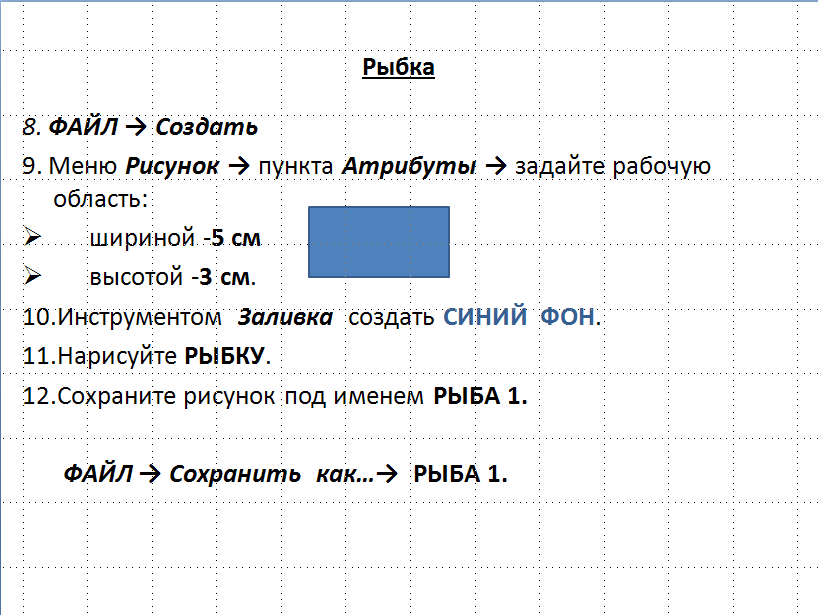 Рыбка
8. ФАЙЛ → Создать
9. Меню Рисунок → пункта Атрибуты → задайте рабочую
область:
➢ шириной -5 см
➢ высотой -3 см.
10.Инструментом Заливка создать СИНИЙ ФОН.
11.Нарисуйте РЫБКУ.
12.Сохраните рисунок под именем РЫБА 1.
ФАЙЛ → Сохранить как...→ РЫБА 1.